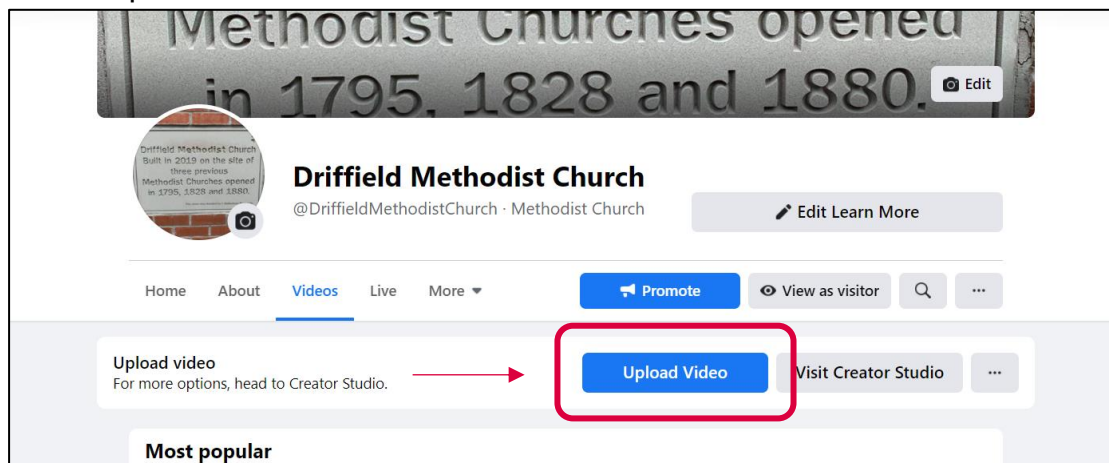 Methodist Churches opened
in 1795, 1828 and 1880.
Edit
Driffield Methodist Church
Built in 2019 on the site of
three previous
Methodist Churches opened
in 1795, 1828 and 1880.
Driffield Methodist Church
@DriffieldMethodistChurch · Methodist Church
Edit Learn More
Home About Videos Live More
Promote
View as visitor
...
Upload video
For more options, head to Creator Studio.
Upload Video
Visit Creator Studio
...
Most popular